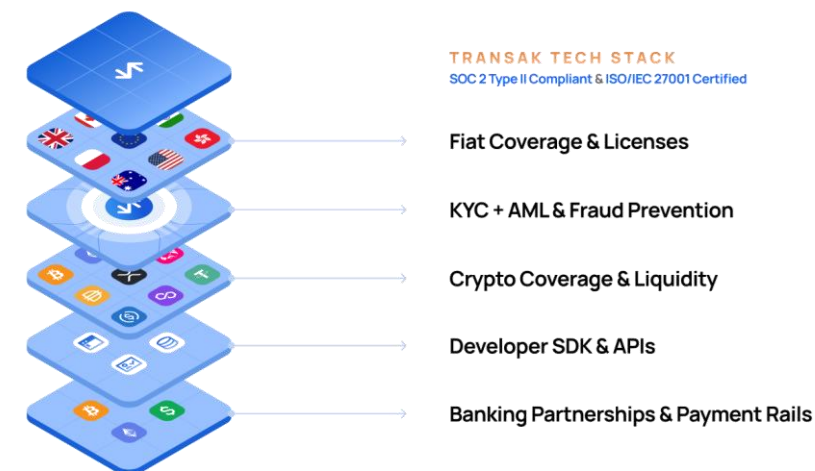 TRANSAK TECH STACK
SOC 2 Type II Compliant & ISO/IEC 27001 Certified
Fiat Coverage & Licenses
KYC + AML & Fraud Prevention
Crypto Coverage & Liquidity
Developer SDK & APIs
Banking Partnerships & Payment Rails